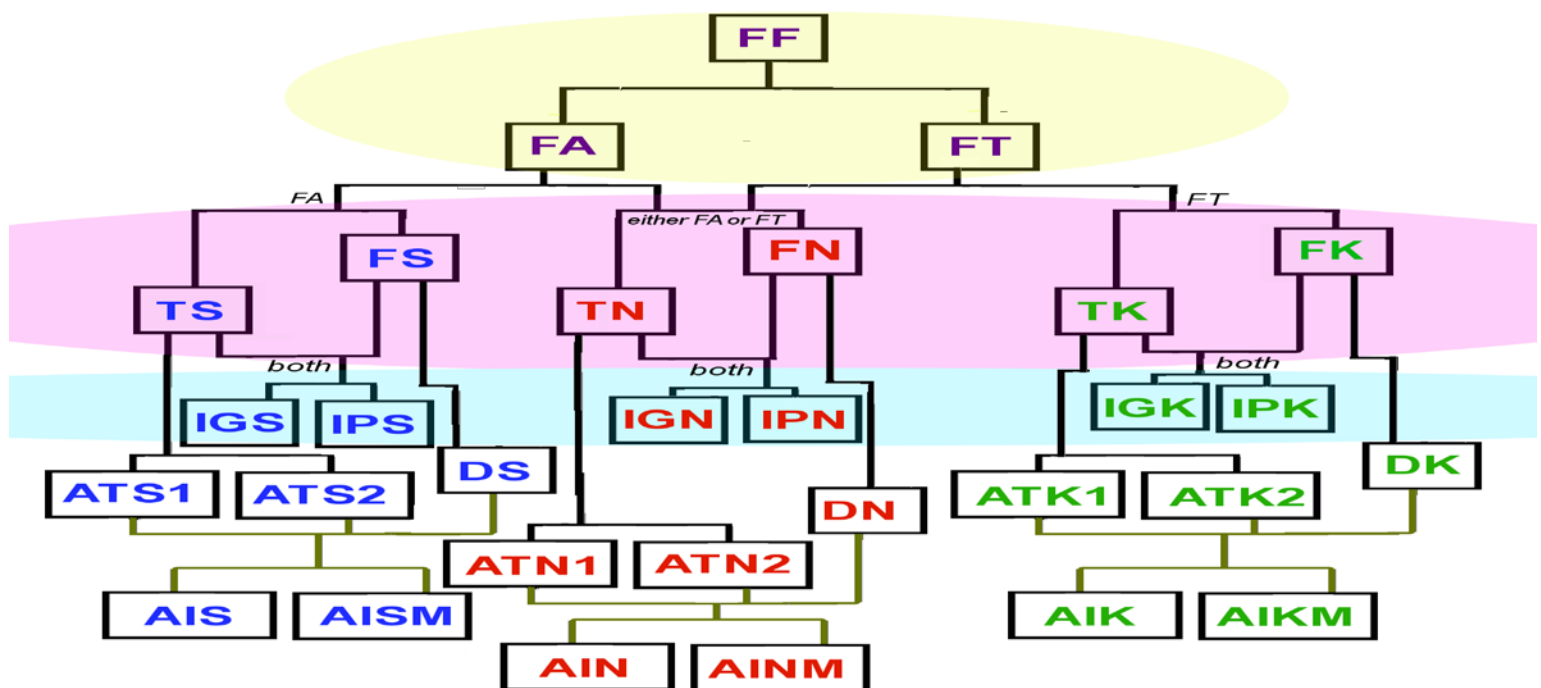 FF
FA FT
FA either FA or FT FT
FS FN FK
TS TN TK
both both both
IGS IPS IGN IPN IGK IPK
DS DK
ATS1 ATS2 DN ATK1 ATK2
ATN1 ATN2
AIS AISM AIK AIKM
AIN AINM